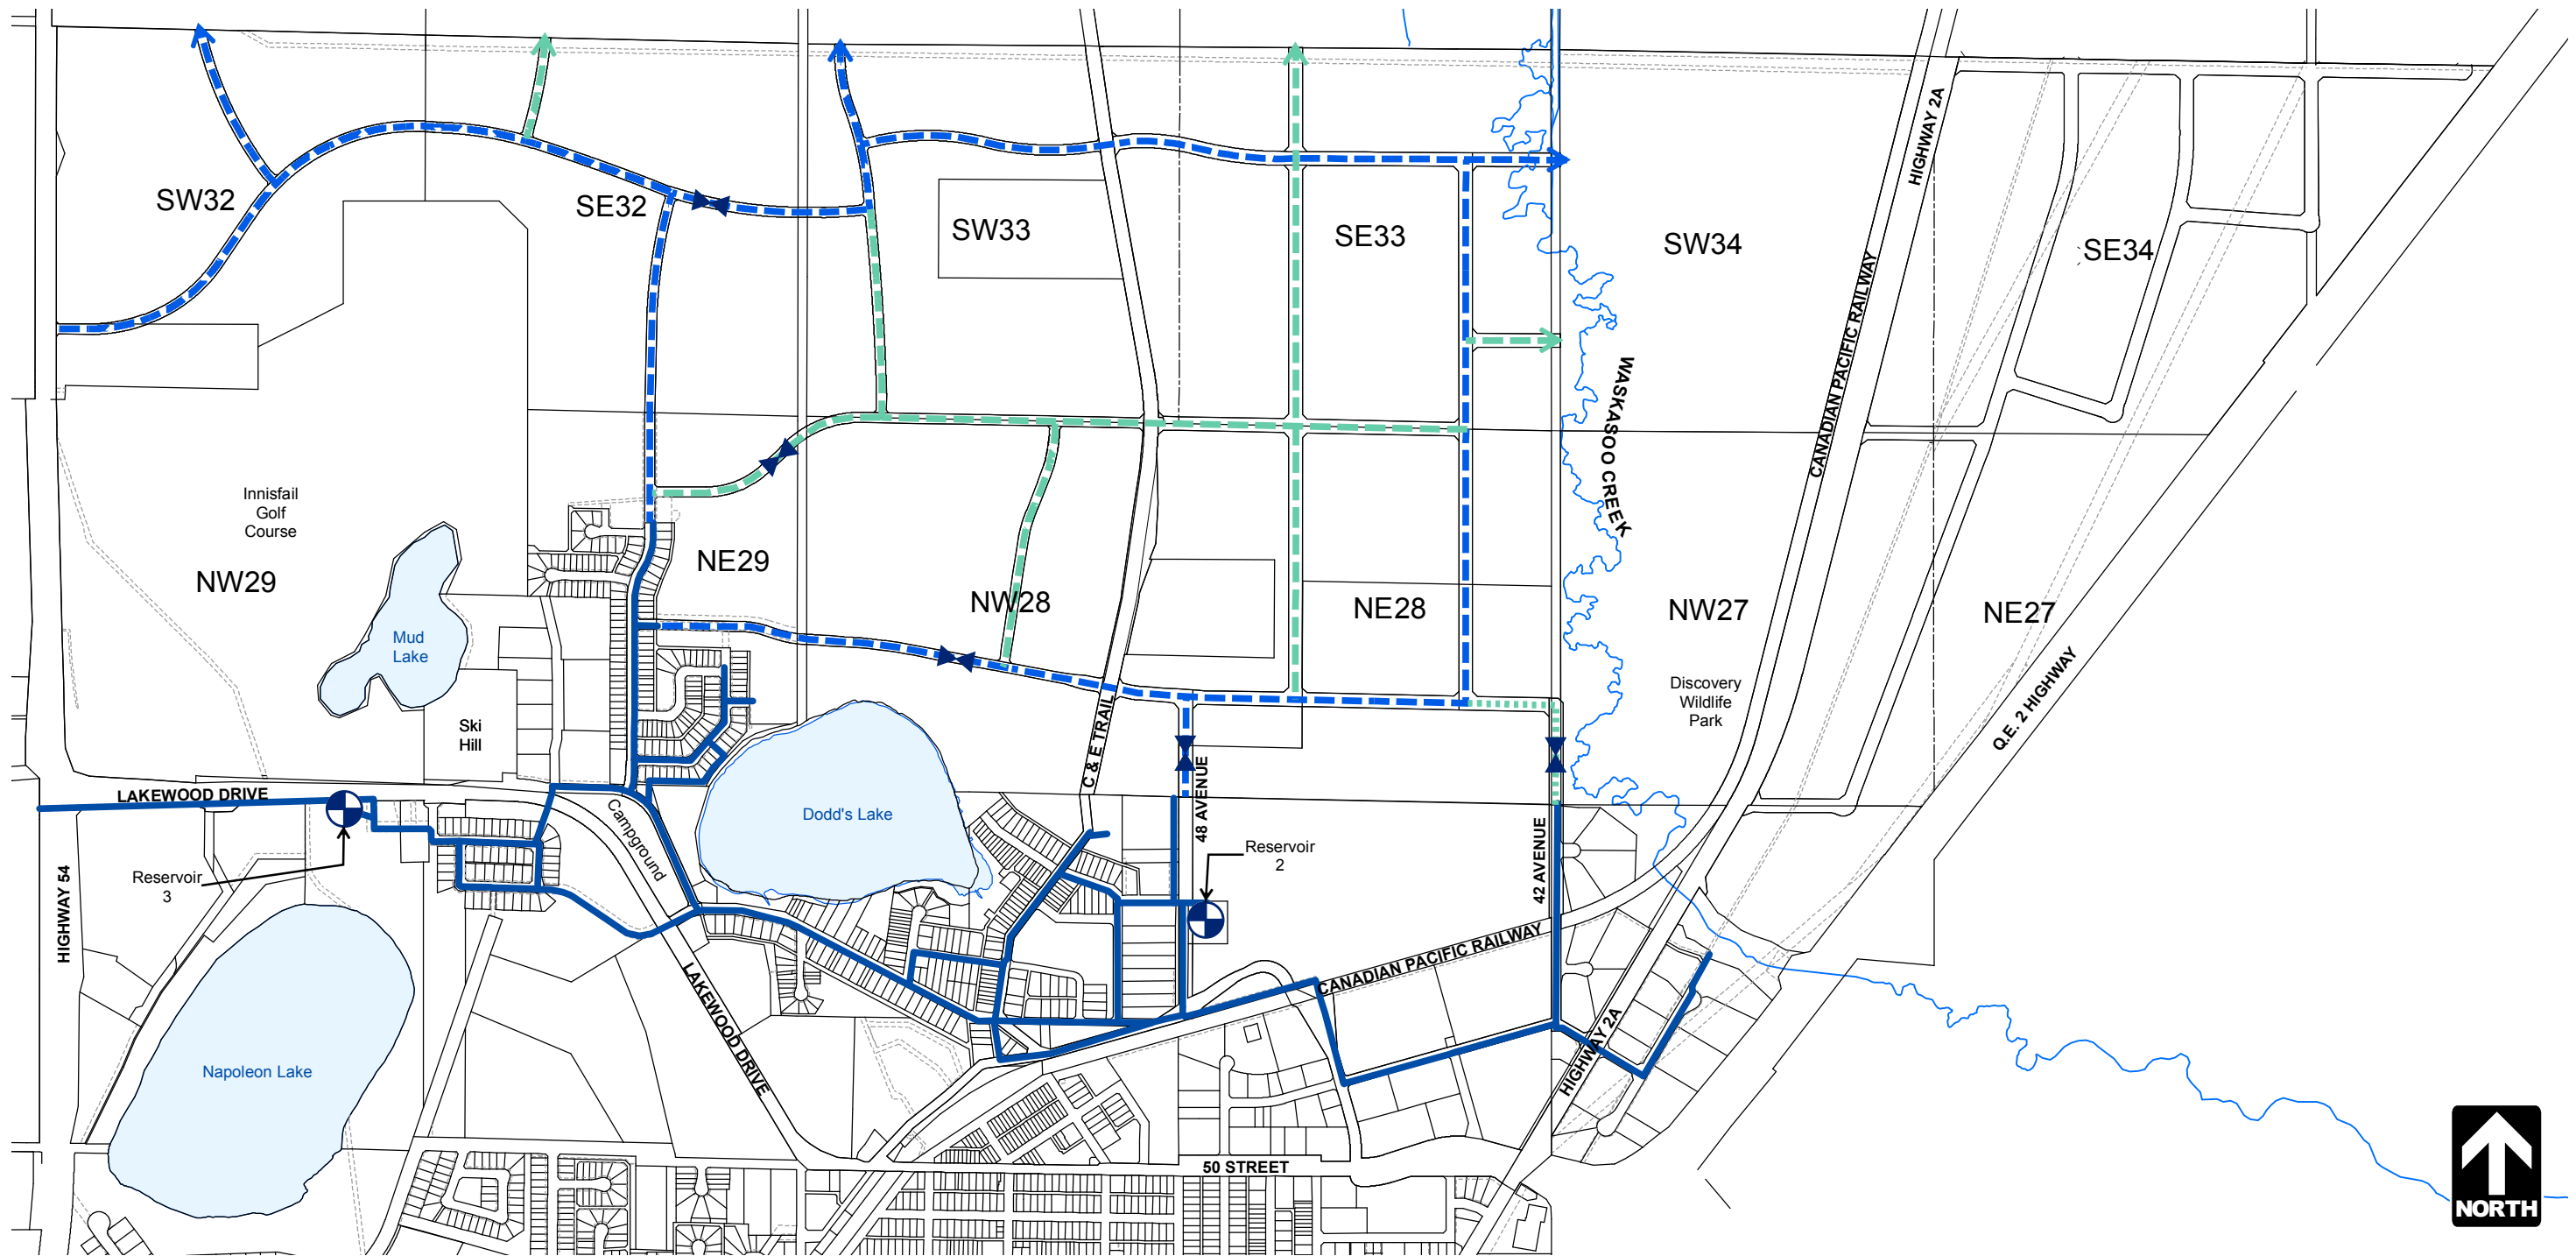 HIGHWAY 2A
SW32
SE32
SW33
SE33
SW34
SE34
CANADIAN PACIFIC RAILWAY
WASKASOO CREEK
Innisfail
Golf
Course
NW29
NE29
NW28
NE28
NW27
NE27
Mud
Lake
Discovery
Wildlife
Park
Q.E. 2 HIGHWAY
Ski
Hill
C & E TRAIL
48 AVENUE
LAKEWOOD DRIVE
Campground
Dodd's Lake
42 AVENUE
Reservoir
2
Reservoir
3
HIGHWAY 54
CANADIAN PACIFIC RAILWAY
LAKEWOOD DRIVE
HIGHWAY 2A
Napoleon Lake
50 STREET
NORTH